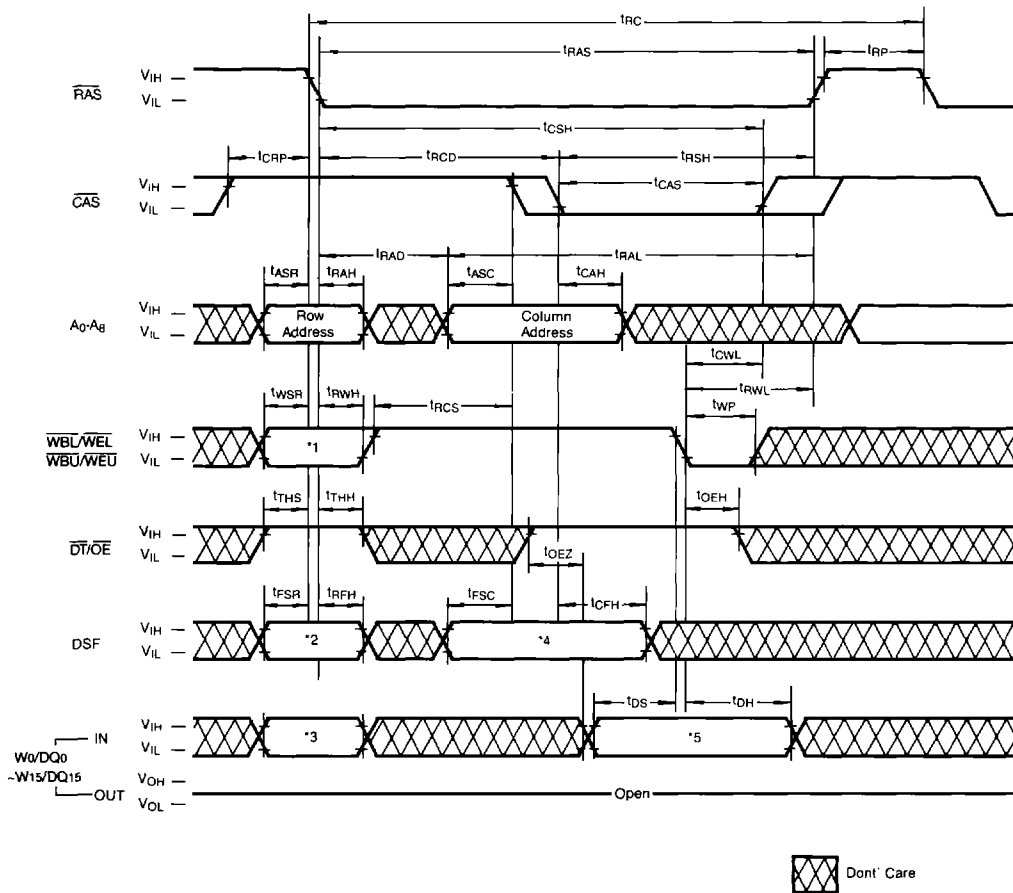 tRC
tRAS
tRP
RAS
VIH
VIL
tCSH
tCRP
tRCD
tRSH
tCAS
CAS
VIH
VIL
tRAD
tRAL
tASR
tRAH
tASC
tCAH
A0-A8
VIH
VIL
Row
Address
Column
Address
tCWL
tRWL
tWSR
tRWH
tRCS
tWP
WBL/WEL
WBU/WEU
VIH
VIL
*1
tTHS
tTHH
tOEH
DT/OE
VIH
VIL
tOEZ
tFSR
tRFH
tFSC
tCFH
DSF
VIH
VIL
*2
*4
tDS
tDH
IN
VIH
VIL
*3
*5
W0/DQ0
~W15/DQ15
OUT
VOH
VOL
Open
Dont' Care